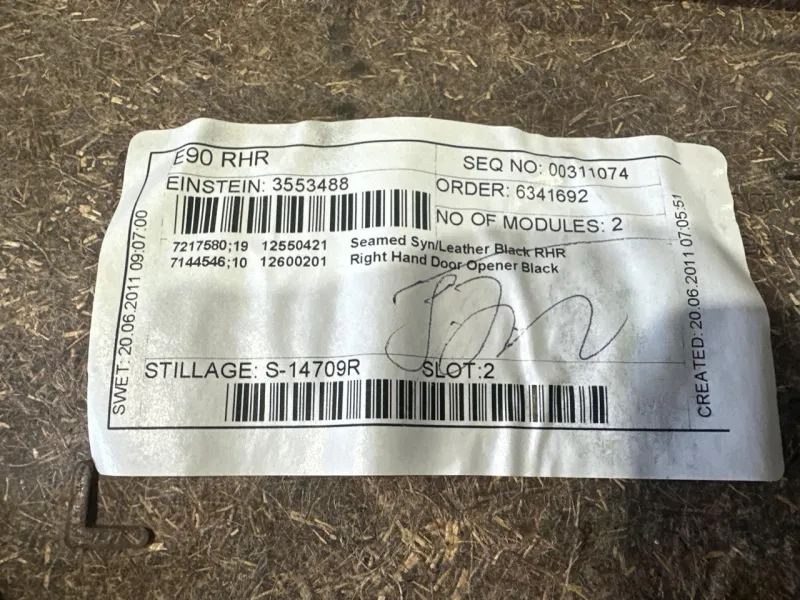 E90 RHR
SEQ NO: 00311074
EINSTEIN: 3553488
ORDER: 6341692
NO OF MODULES: 2
7217580;19 12550421 Seamed Syn/Leather Black RHR
7144546;10 12600201 Right Hand Door Opener Black
STILLAGE: S-14709R SLOT:2
SWET: 20.06.2011 09:07:00
CREATED: 20.06.2011 07:05:51